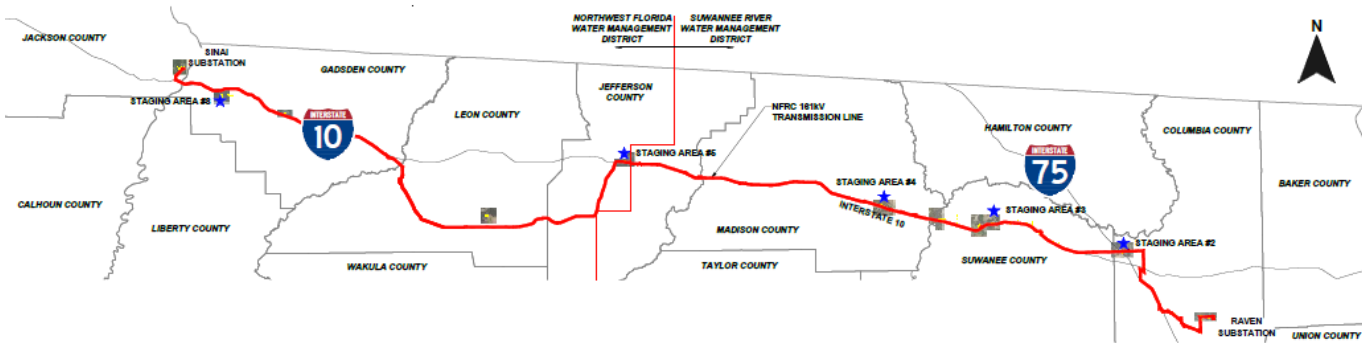 NORTHWEST FLORIDA
WATER MANAGEMENT
DISTRICT
SUWANNEE RIVER
WATER MANAGEMENT
DISTRICT
N
JACKSON COUNTY
SINAI
SUBSTATION
GADSDEN COUNTY
STAGING AREA #8
INTERSTATE
10
LEON COUNTY
JEFFERSON
COUNTY
NFRC 161kV
TRANSMISSION LINE
HAMILTON COUNTY
COLUMBIA COUNTY
INTERSTATE
75
STAGING AREA #5
STAGING AREA #4
BAKER COUNTY
CALHOUN COUNTY
LIBERTY COUNTY
INTERSTATE 10
STAGING AREA #3
MADISON COUNTY
STAGING AREA #2
WAKULA COUNTY
TAYLOR COUNTY
SUWANEE COUNTY
RAVEN
SUBSTATION
UNION COUNTY